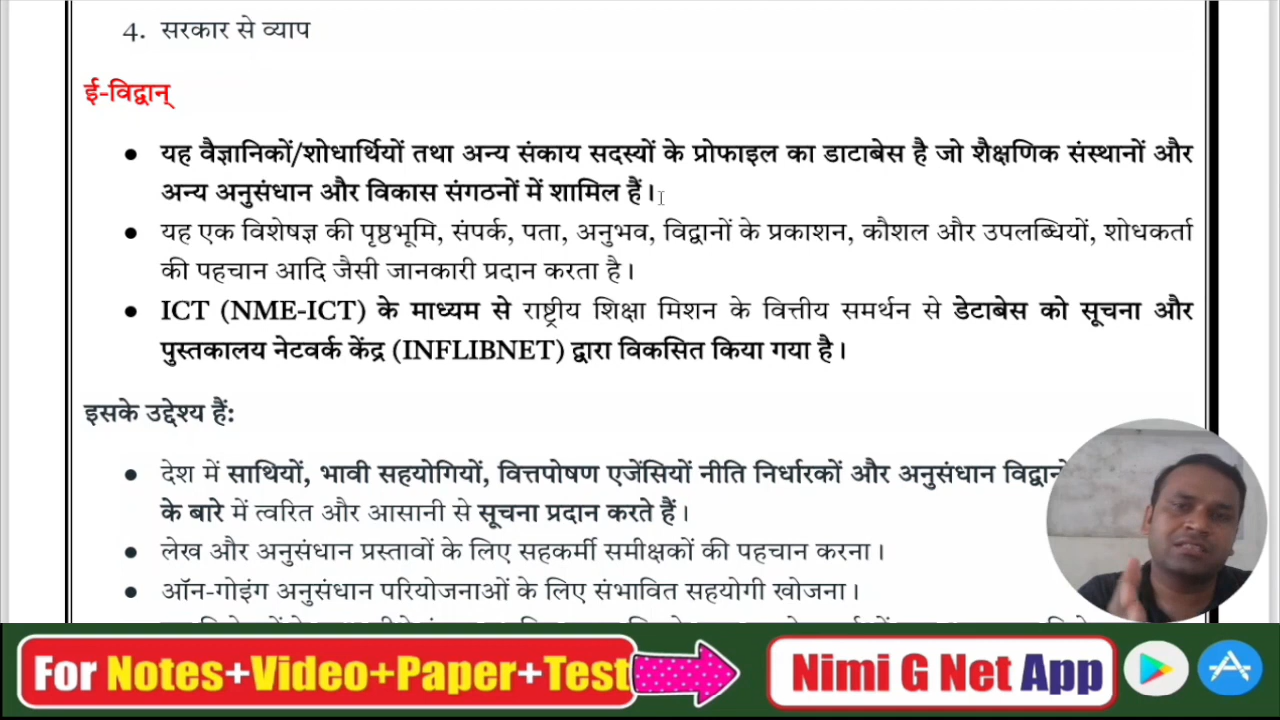 4. सरकार से व्याप
ई-विद्वान्
● यह वैज्ञानिकों/शोधार्थियों तथा अन्य संकाय सदस्यों के प्रोफाइल का डाटाबेस है जो शैक्षणिक संस्थानों और
अन्य अनुसंधान और विकास संगठनों में शामिल हैं।
● यह एक विशेषज्ञ की पृष्ठभूमि, संपर्क, पता, अनुभव, विद्वानों के प्रकाशन, कौशल और उपलब्धियों, शोधकर्ता
की पहचान आदि जैसी जानकारी प्रदान करता है।
● ICT (NME-ICT) के माध्यम से राष्ट्रीय शिक्षा मिशन के वित्तीय समर्थन से डेटाबेस को सूचना और
पुस्तकालय नेटवर्क केंद्र (INFLIBNET) द्वारा विकसित किया गया है।
इसके उद्देश्य हैं:
● देश में साथियों, भावी सहयोगियों, वित्तपोषण एजेंसियों नीति निर्धारकों और अनुसंधान
के बारे में त्वरित और आसानी से सूचना प्रदान करते हैं।
● लेख और अनुसंधान प्रस्तावों के लिए सहकर्मी समीक्षकों की पहचान करना।
● ऑन-गोइंग अनुसंधान परियोजनाओं के लिए संभावित सहयोगी खोजना।
For Notes+Video+Paper+Test
Nimi G Net App